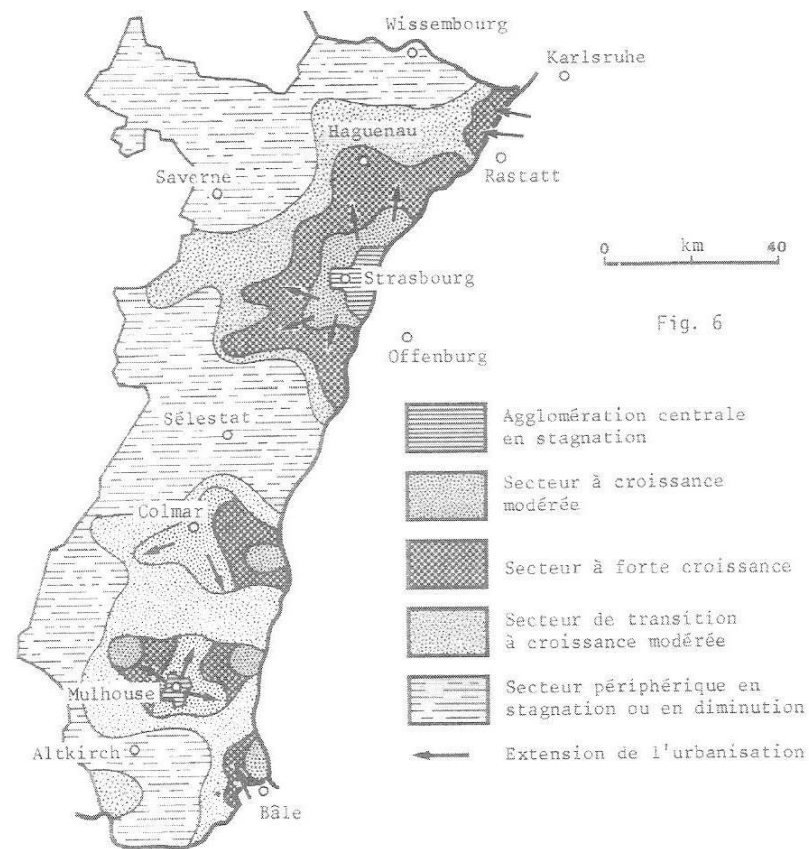 Wissembourg
Karlsruhe
Haguenau
Rastatt
Saverne
0 km 40
Strasbourg
Fig. 6
Offenburg
Agglomération centrale
en stagnation
Sélestat
Secteur à croissance
modérée
Colmar
Secteur à forte croissance
Secteur de transition
à croissance modérée
Mulhouse
Secteur périphérique en
stagnation ou en diminution
Altkirch
Extension de l'urbanisation
Bâle